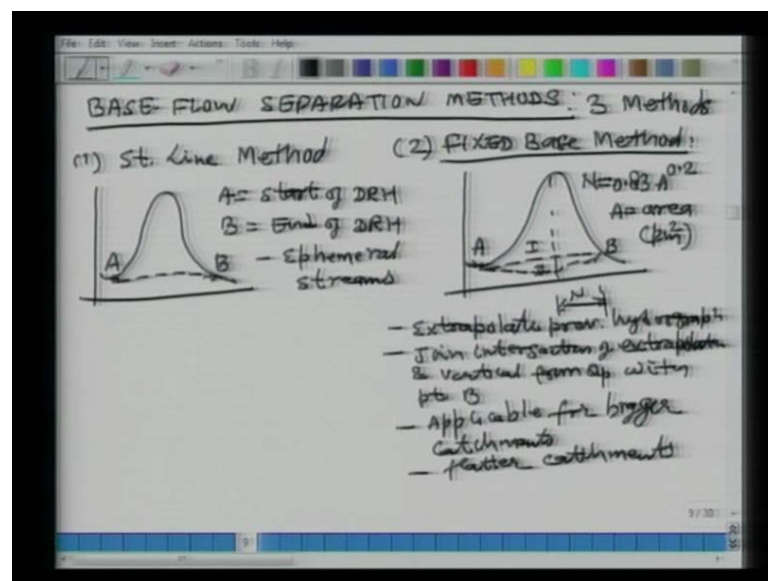 File Edit View Insert Actions Tools Help
BASE FLOW SEPARATION METHODS: 3 Methods
(1) St. Line Method
A = Start of DRH
B = End of DRH
- Ephemeral
streams
A
B
(2) FIXED Base Method:
N=0.83 A^0.2
A = area
(km²)
A
I
B
II
N
- Extrapolate prev. hydrograph
- Join intersection of extrapolatn
& vertical from Qp with
pt B
- Applicable for bigger
catchments
- flatter catchments
9/30
9